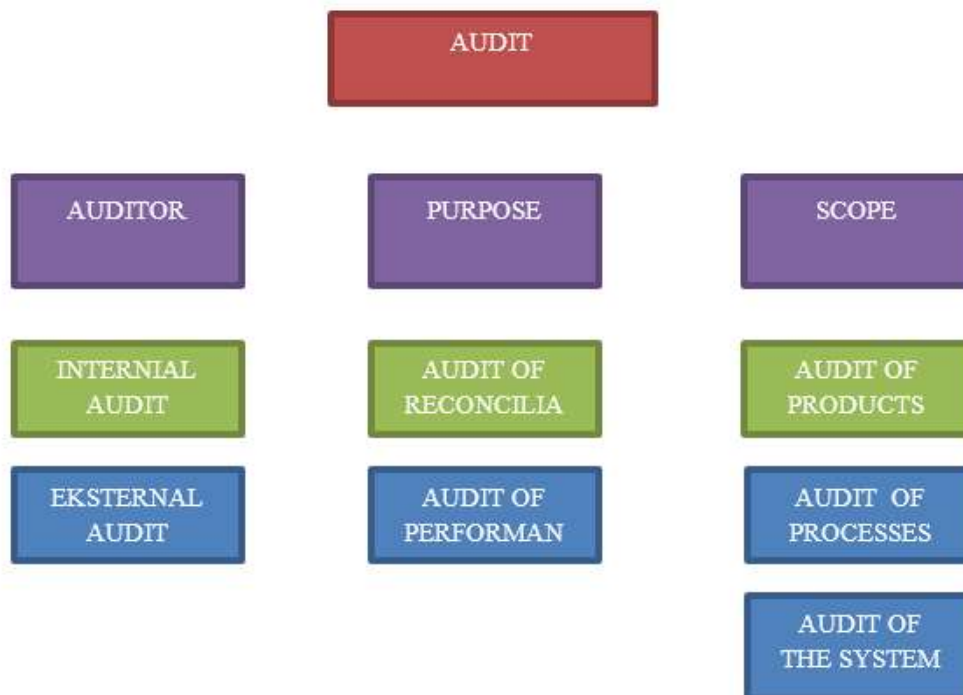 AUDIT
AUDITOR
PURPOSE
SCOPE
INTERNIAL
AUDIT
AUDIT OF
RECONCILIA
AUDIT OF
PRODUCTS
EKSTERNAL
AUDIT
AUDIT OF
PERFORMAN
AUDIT OF
PROCESSES
AUDIT OF
THE SYSTEM